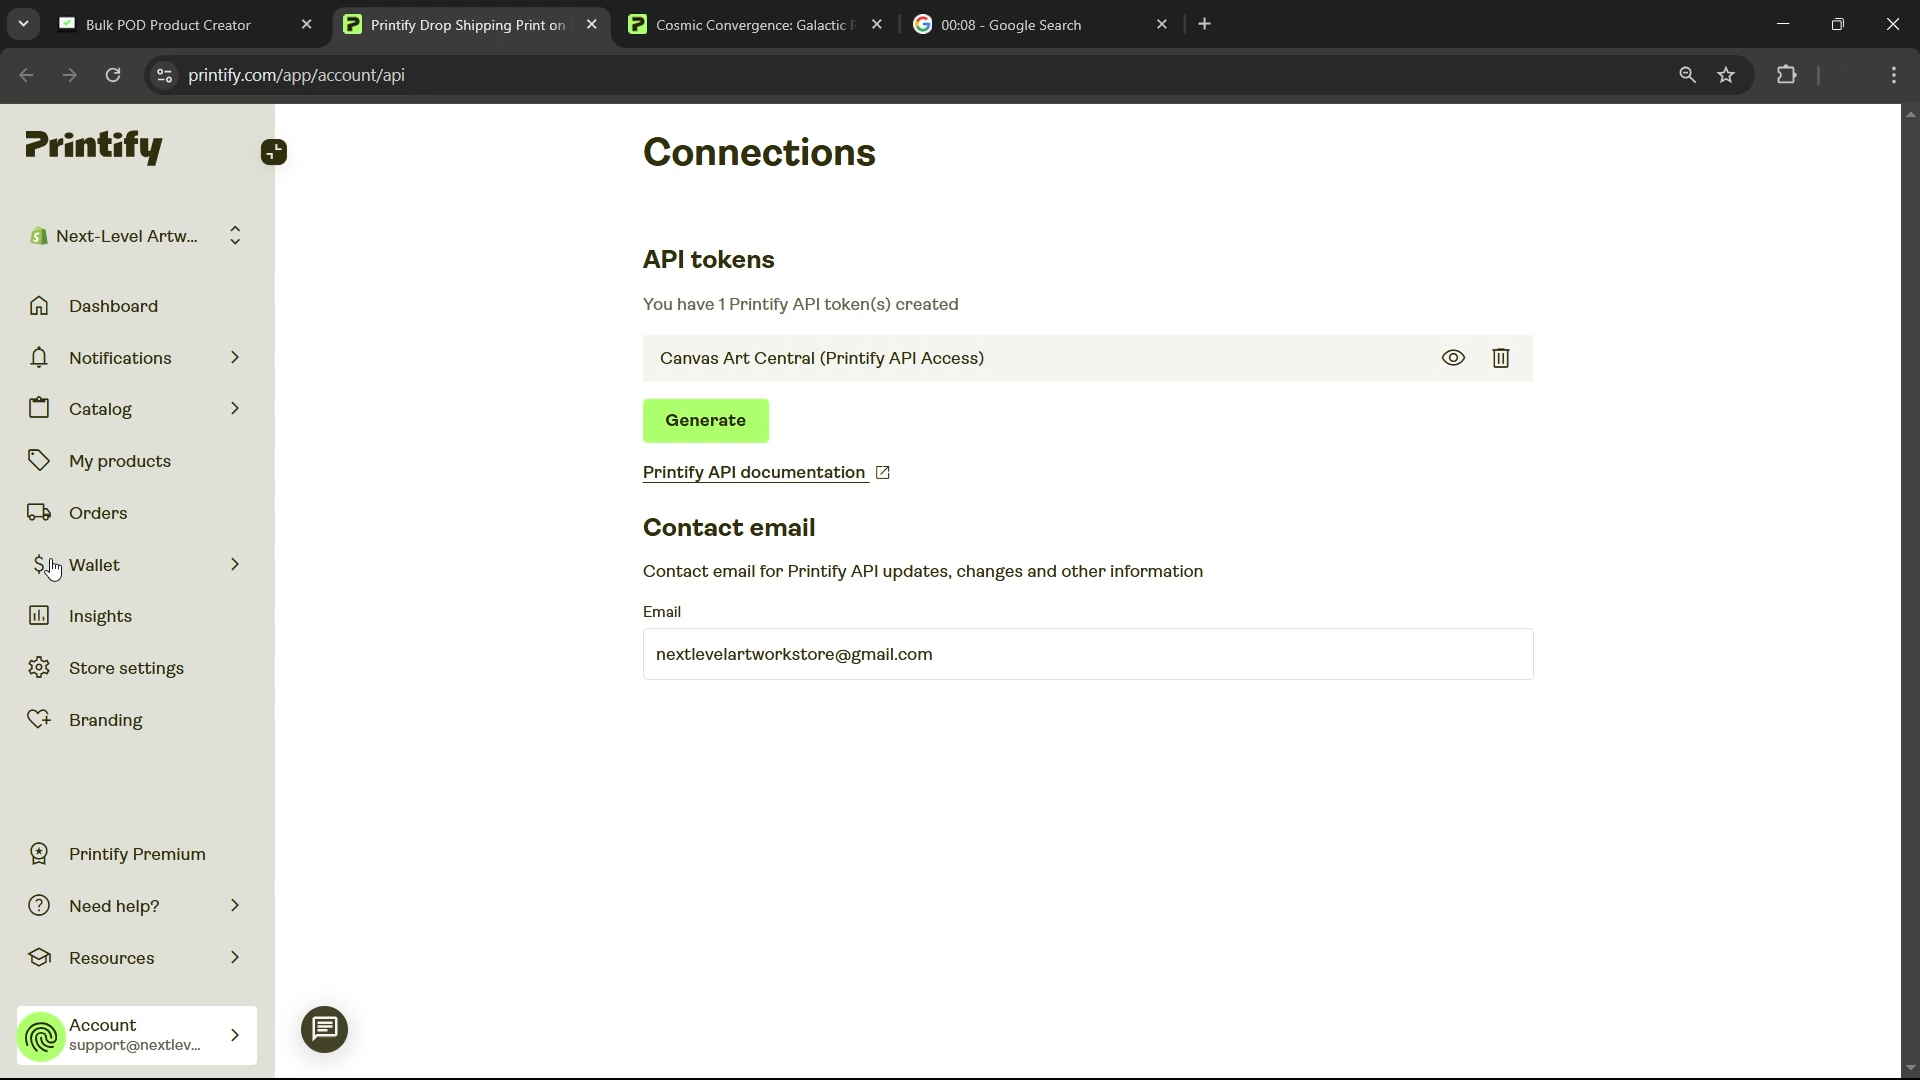 Bulk POD Product Creator
Printify Drop Shipping Print on
Cosmic Convergence: Galactic
00:08 - Google Search
printify.com/app/account/api
Printify
Connections
Next-Level Artw...
API tokens
Dashboard
You have 1 Printify API token(s) created
Notifications
Canvas Art Central (Printify API Access)
Catalog
Generate
My products
Printify API documentation
Orders
Contact email
Wallet
Contact email for Printify API updates, changes and other information
Insights
Email
nextlevelartworkstore@gmail.com
Store settings
Branding
Printify Premium
Need help?
Resources
Account
support@nextlev...